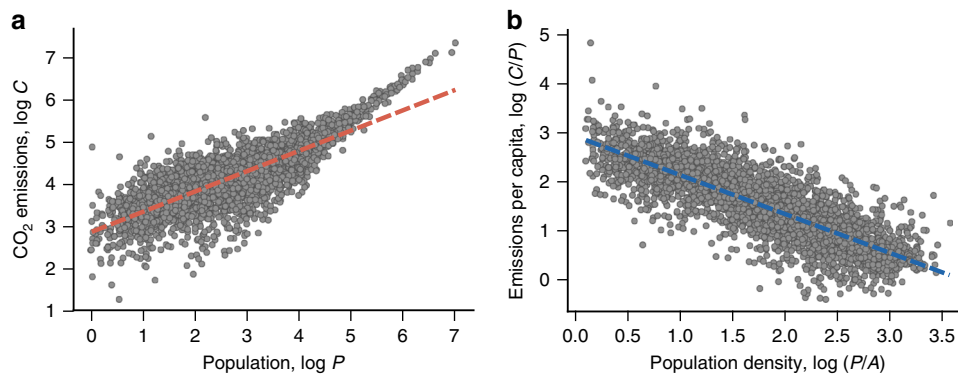 a
CO2 emissions, log C
7
6
5
4
3
2
1
0 1 2 3 4 5 6 7
Population, log P
b
Emissions per capita, log (C/P)
5
4
3
2
1
0
0.0 0.5 1.0 1.5 2.0 2.5 3.0 3.5
Population density, log (P/A)